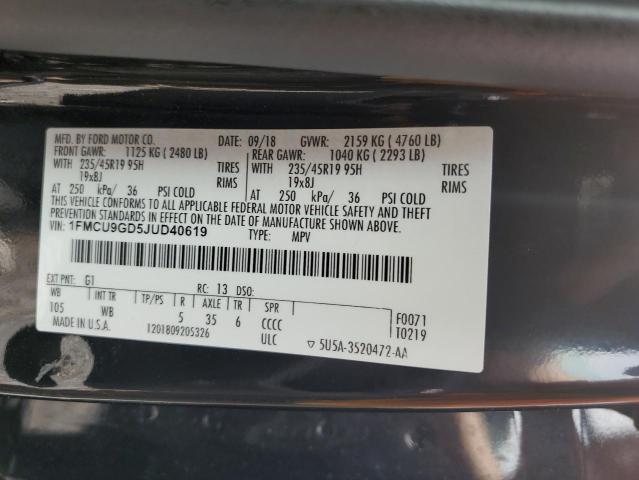 MFD. BY FORD MOTOR CO. DATE: 09/18 GVWR: 2159 KG (4760 LB)
FRONT GAWR: 1125 KG (2480 LB) REAR GAWR: 1040 KG (2293 LB)
WITH 235/45R19 95H TIRES WITH 235/45R19 95H TIRES
19x8J RIMS 19x8J RIMS
AT 250 kPa/ 36 PSI COLD AT 250 kPa/ 36 PSI COLD
THIS VEHICLE CONFORMS TO ALL APPLICABLE FEDERAL MOTOR VEHICLE SAFETY AND THEFT
PREVENTION STANDARDS IN EFFECT ON THE DATE OF MANUFACTURE SHOWN ABOVE.
VIN: 1FMCU9GD5JUD40619 TYPE: MPV
EXT PNT: G1 RC: 13 DSO:
WB INT TR TP/PS R AXLE TR SPR F0071
105 WB 5 35 6 CCCC T0219
MADE IN U.S.A. 1201809205326 ULC ▽ 5U5A-3520472-AA